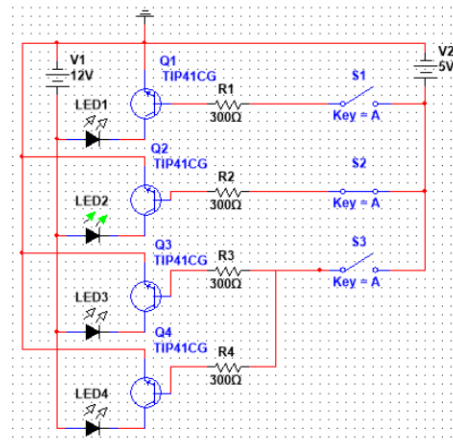 V1
12V
Q1
TIP41CG
R1
300Ω
S1
Key = A
V2
5V
LED1
Q2
TIP41CG
R2
300Ω
S2
Key = A
LED2
Q3
TIP41CG
R3
300Ω
S3
Key = A
LED3
Q4
TIP41CG
R4
300Ω
LED4